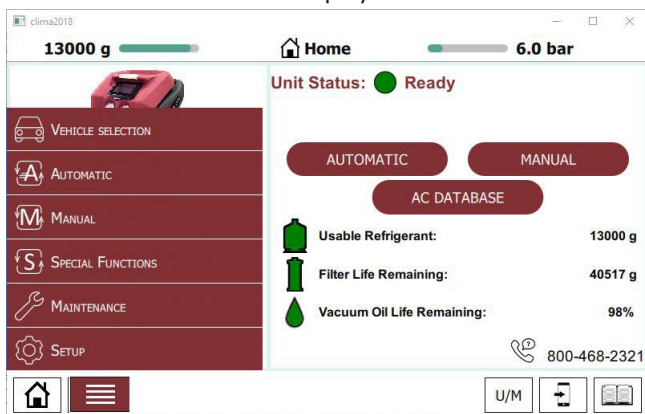 clima2018
13000 g
Home
6.0 bar
Unit Status: Ready
VEHICLE SELECTION
AUTOMATIC
MANUAL
SPECIAL FUNCTIONS
MAINTENANCE
SETUP
AUTOMATIC
MANUAL
AC DATABASE
Usable Refrigerant: 13000 g
Filter Life Remaining: 40517 g
Vacuum Oil Life Remaining: 98%
800-468-2321
U/M